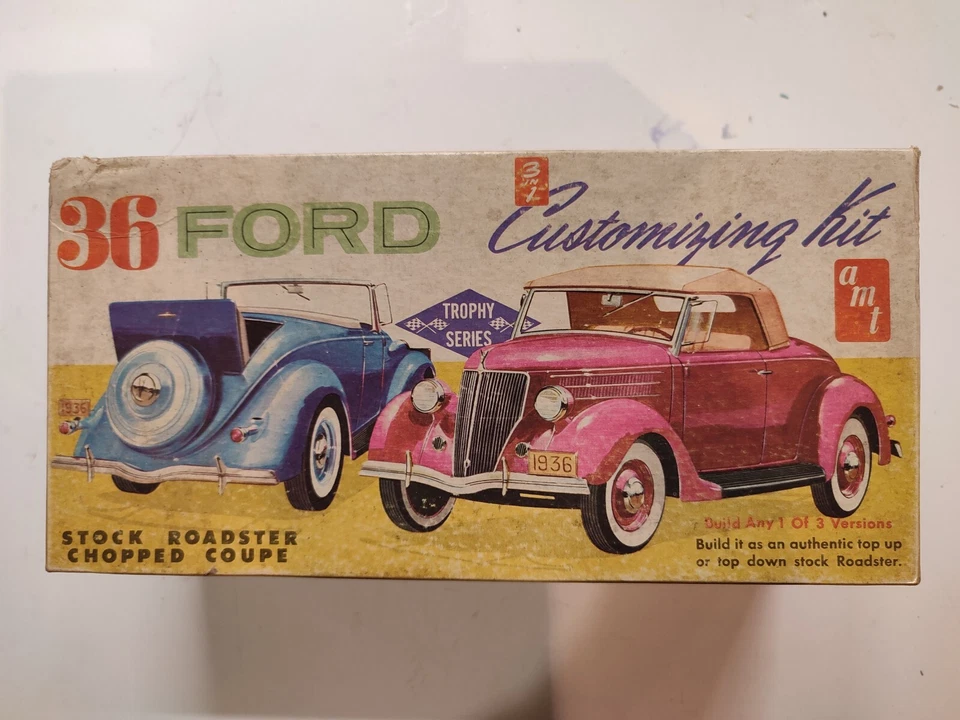 36 FORD
3 IN 1
Customizing Kit
amt
TROPHY
SERIES
1936
1936
STOCK ROADSTER
CHOPPED COUPE
Build Any 1 Of 3 Versions
Build it as an authentic top up
or top down stock Roadster.